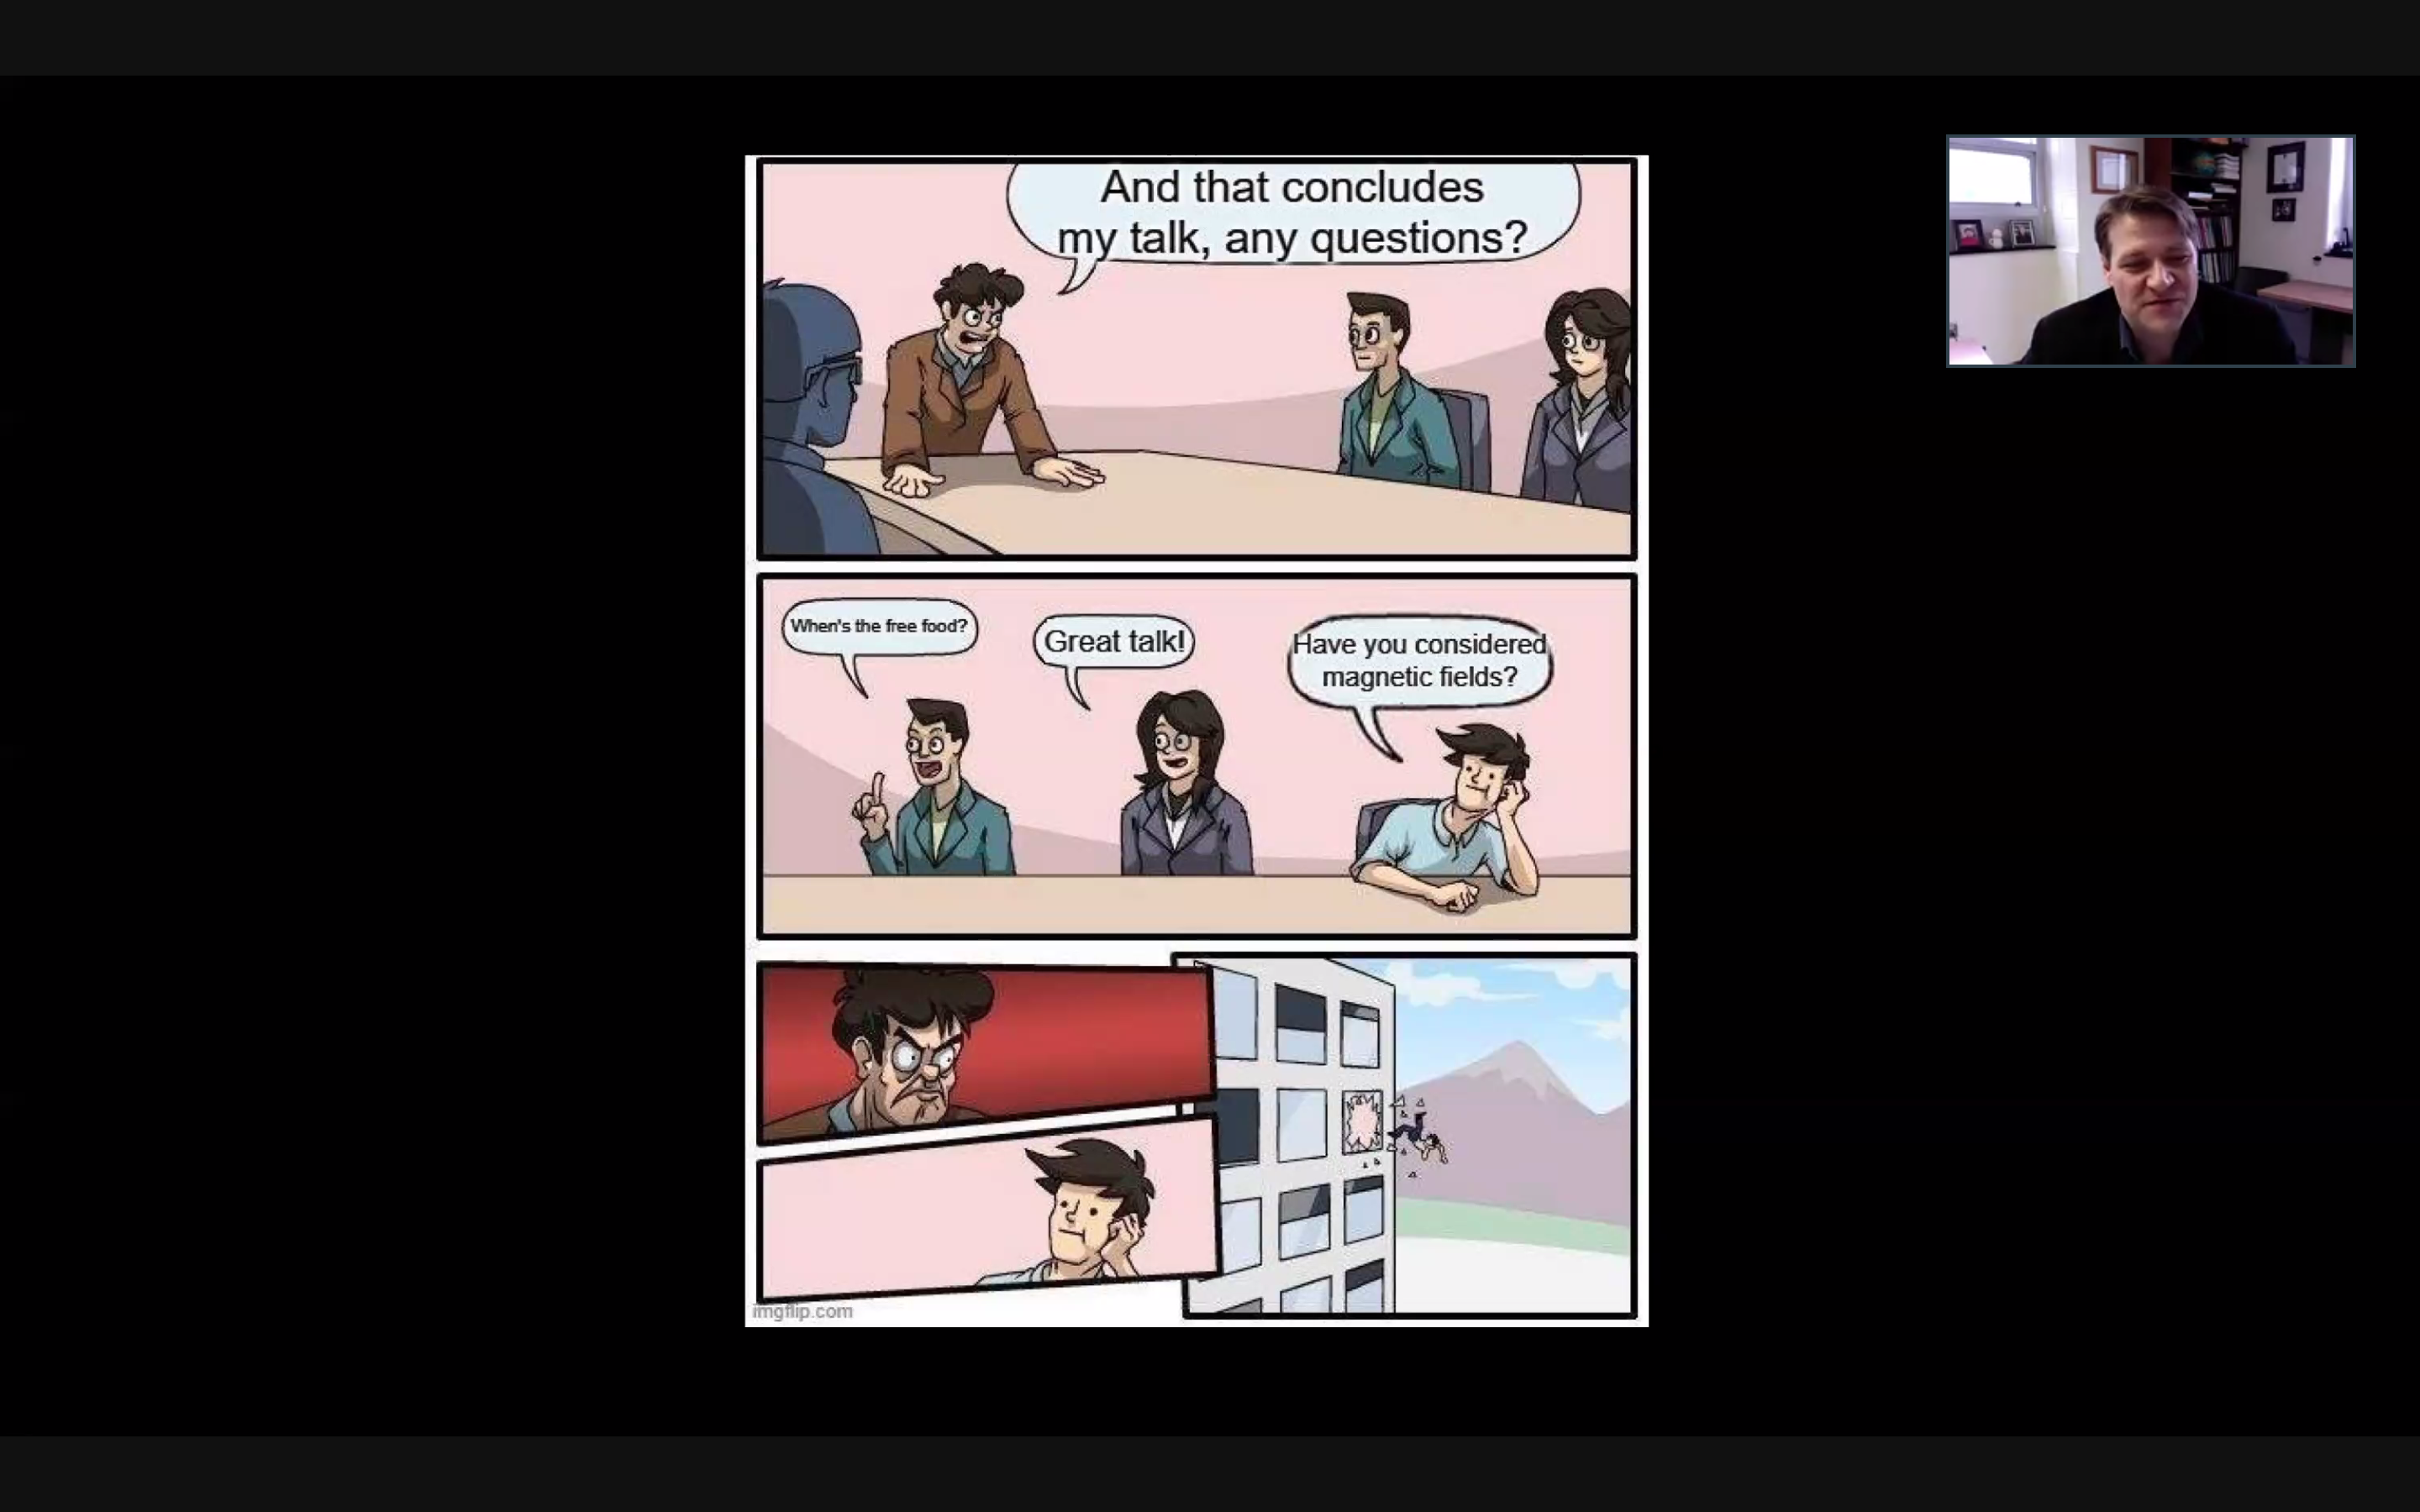 And that concludes
my talk, any questions?
When's the free food?
Great talk!
Have you considered
magnetic fields?
imgflip.com